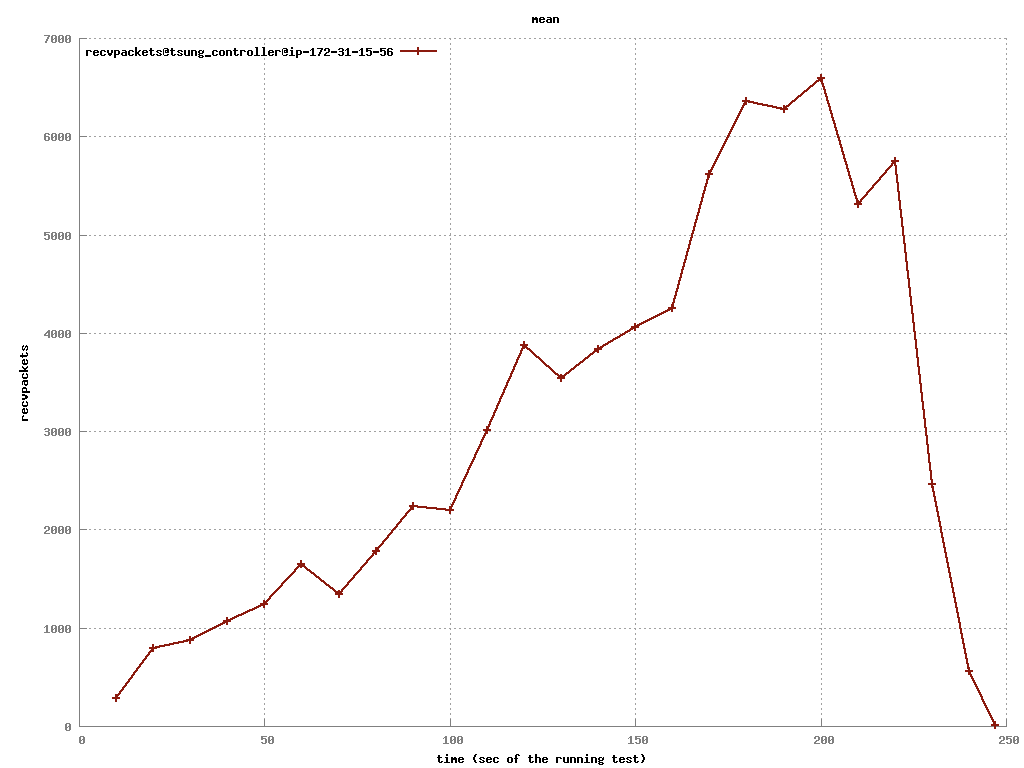 mean
7000
recvpackets@tsung_controller@ip-172-31-15-56
6000
5000
4000
recvpackets
3000
2000
1000
0
0 50 100 150 200 250
time (sec of the running test)